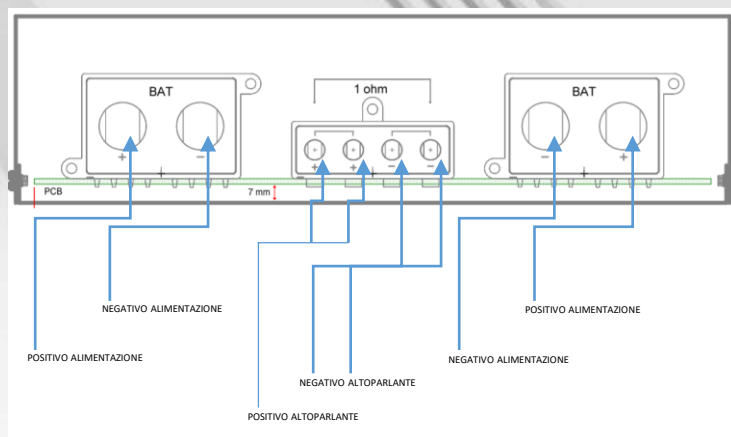 1 ohm
BAT
BAT
+ −
+ + − −
− +
PCB
7 mm
NEGATIVO ALIMENTAZIONE
POSITIVO ALIMENTAZIONE
POSITIVO ALIMENTAZIONE
NEGATIVO ALIMENTAZIONE
NEGATIVO ALTOPARLANTE
POSITIVO ALTOPARLANTE